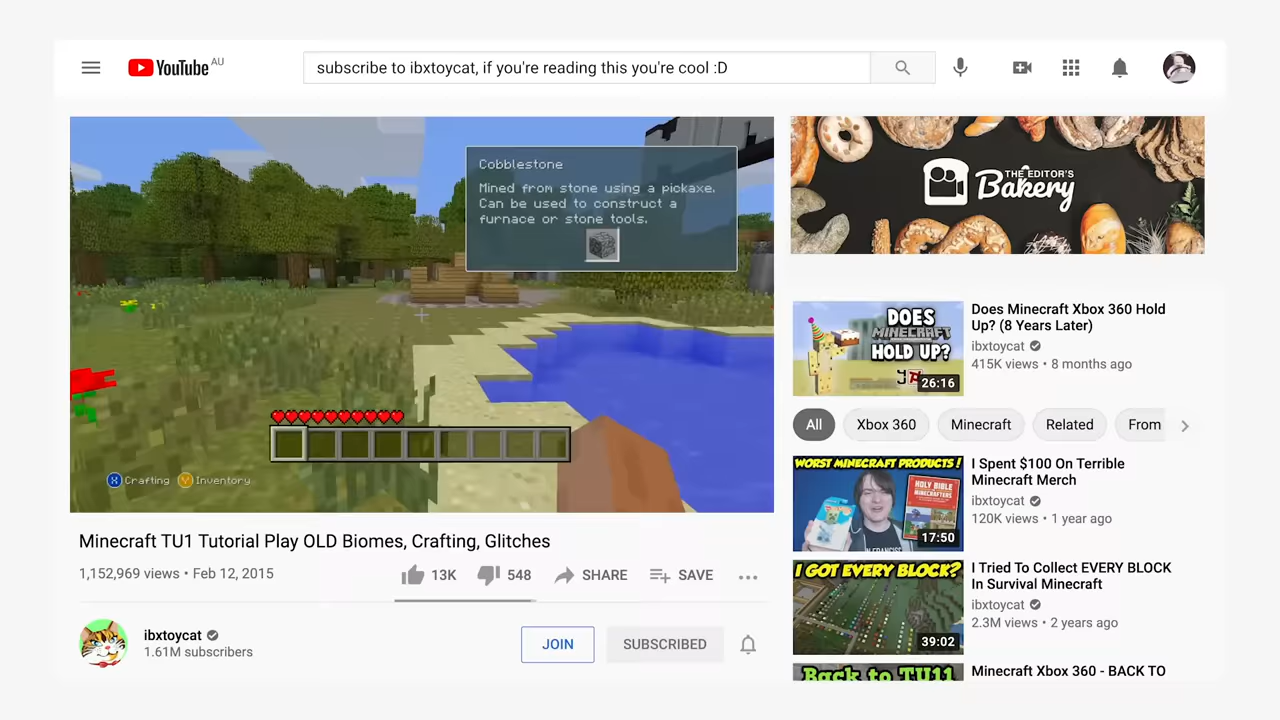 YouTube AU
subscribe to ibxtoycat, if you're reading this you're cool :D
Cobblestone
Mined from stone using a pickaxe.
Can be used to construct a
furnace or stone tools.
X Crafting Y Inventory
Minecraft TU1 Tutorial Play OLD Biomes, Crafting, Glitches
1,152,969 views • Feb 12, 2015
13K 548 SHARE SAVE
ibxtoycat
1.61M subscribers
JOIN SUBSCRIBED
THE EDITOR'S
Bakery
DOES
MINECRAFT
HOLD UP?
26:16
Does Minecraft Xbox 360 Hold
Up? (8 Years Later)
ibxtoycat
415K views • 8 months ago
All Xbox 360 Minecraft Related From
WORST MINECRAFT PRODUCTS!
HOLY BIBLE
MINECRAFTERS
17:50
I Spent $100 On Terrible
Minecraft Merch
ibxtoycat
120K views • 1 year ago
I GOT EVERY BLOCK?
39:02
I Tried To Collect EVERY BLOCK
In Survival Minecraft
ibxtoycat
2.3M views • 2 years ago
Back to TU11
Minecraft Xbox 360 - BACK TO